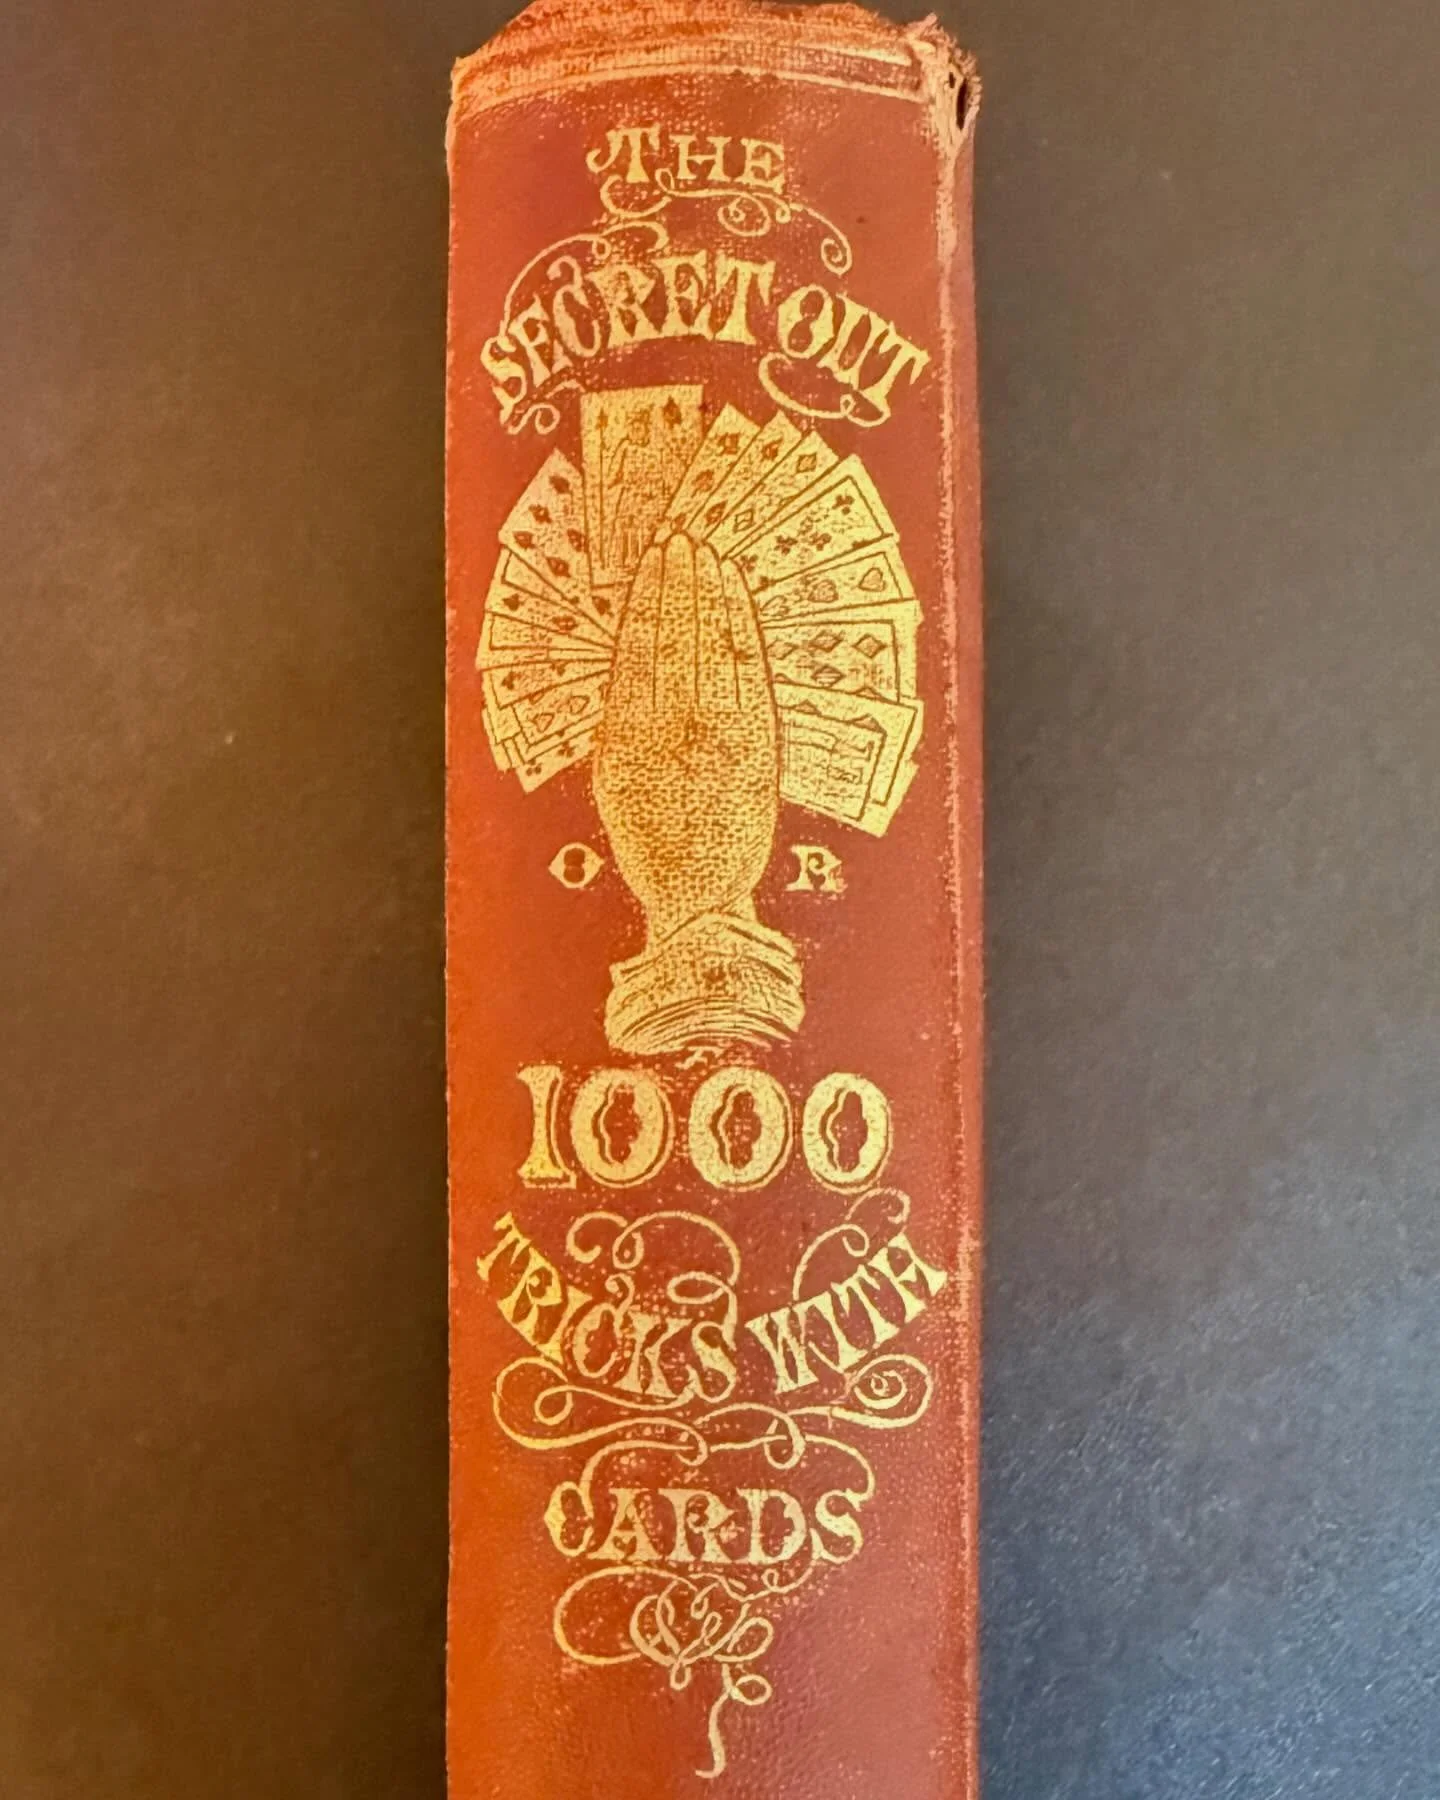 THE
SECRET OUT
OR
1000
TRICKS WITH
CARDS